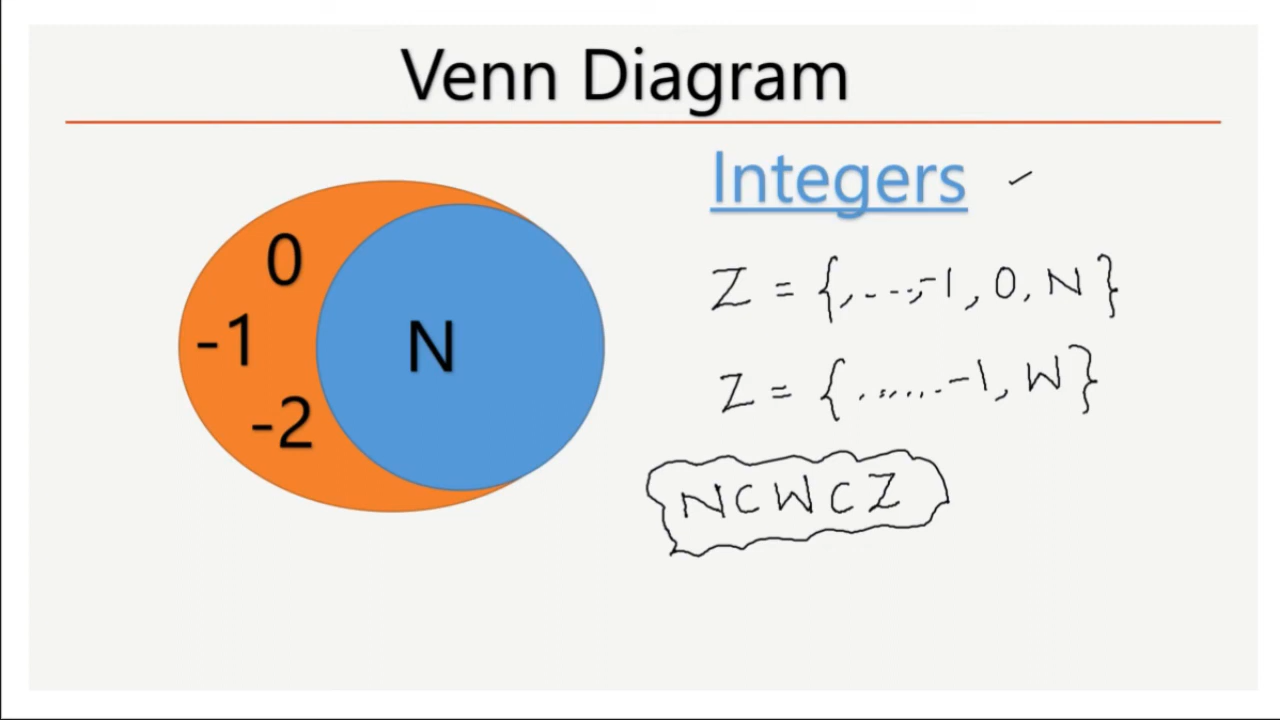 Venn Diagram
Integers
0
-1
-2
N
Z = {, ...., -1, 0, N}
Z = {, ...... -1, W}
N ⊂ W ⊂ Z